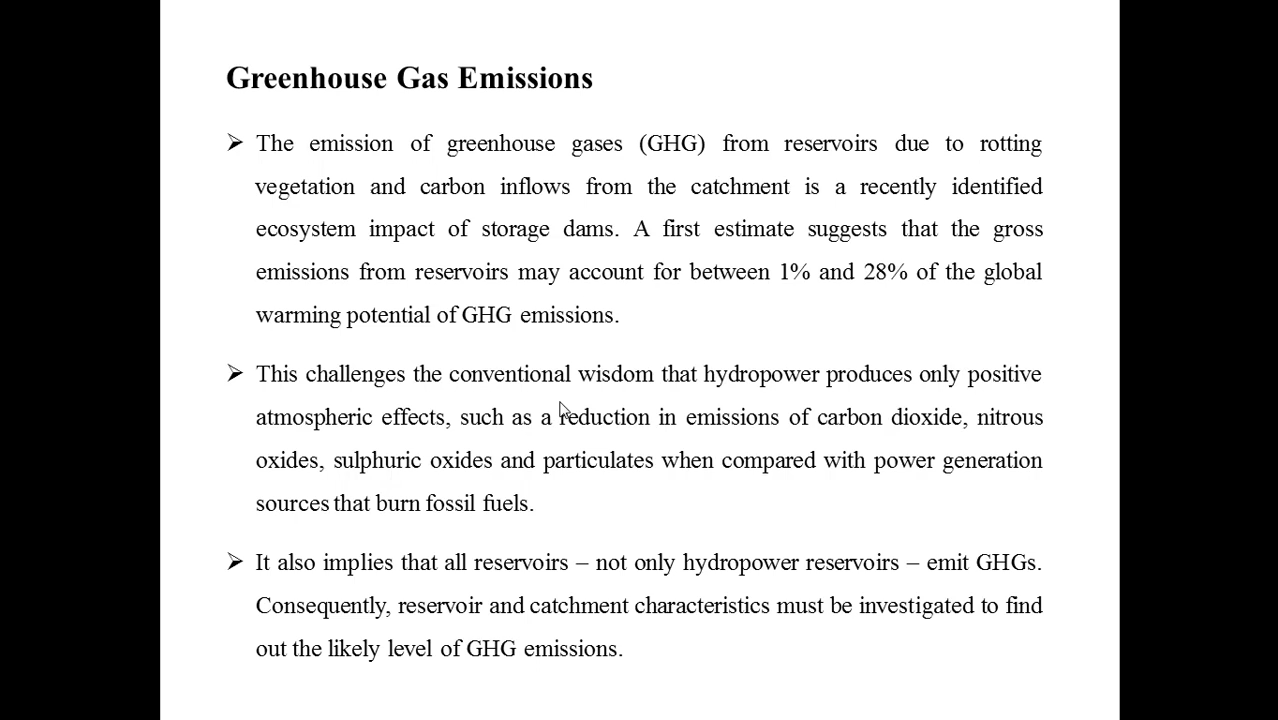 Greenhouse Gas Emissions
➢ The emission of greenhouse gases (GHG) from reservoirs due to rotting
vegetation and carbon inflows from the catchment is a recently identified
ecosystem impact of storage dams. A first estimate suggests that the gross
emissions from reservoirs may account for between 1% and 28% of the global
warming potential of GHG emissions.
➢ This challenges the conventional wisdom that hydropower produces only positive
atmospheric effects, such as a reduction in emissions of carbon dioxide, nitrous
oxides, sulphuric oxides and particulates when compared with power generation
sources that burn fossil fuels.
➢ It also implies that all reservoirs – not only hydropower reservoirs – emit GHGs.
Consequently, reservoir and catchment characteristics must be investigated to find
out the likely level of GHG emissions.